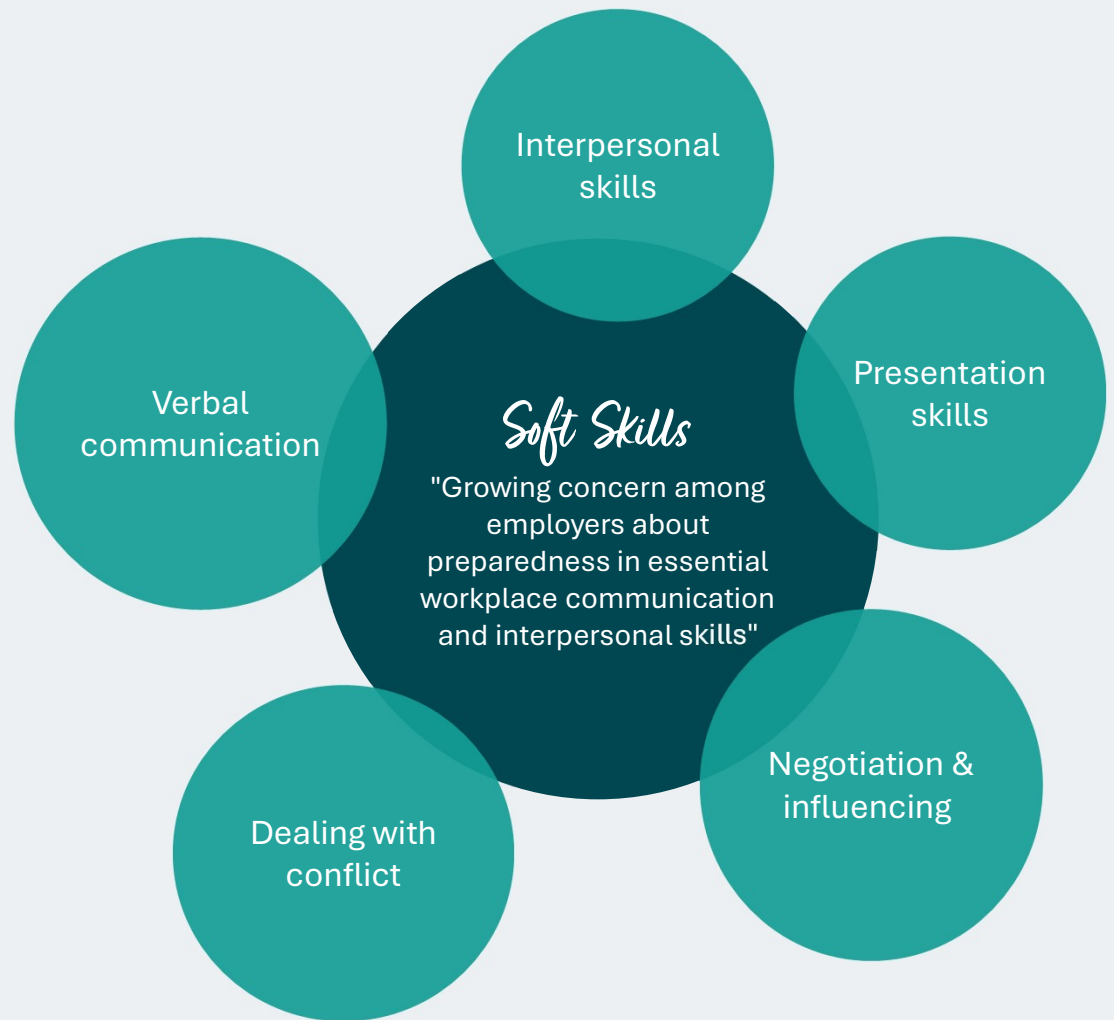 Interpersonal
skills
Presentation
skills
Verbal
communication
Soft Skills
"Growing concern among
employers about
preparedness in essential
workplace communication
and interpersonal skills"
Negotiation &
influencing
Dealing with
conflict